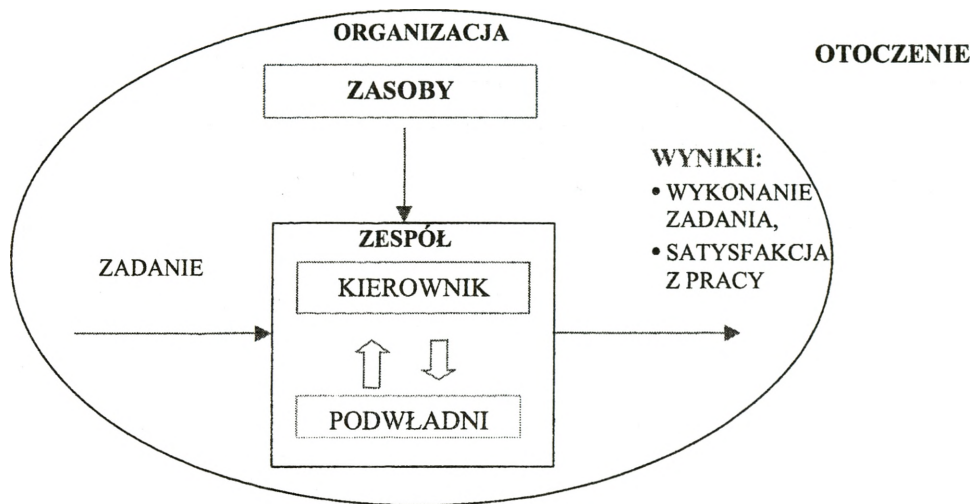 ORGANIZACJA
OTOCZENIE
ZASOBY
WYNIKI:
• WYKONANIE
ZADANIA,
• SATYSFAKCJA
Z PRACY
ZESPÓŁ
ZADANIE
KIEROWNIK
PODWŁADNI